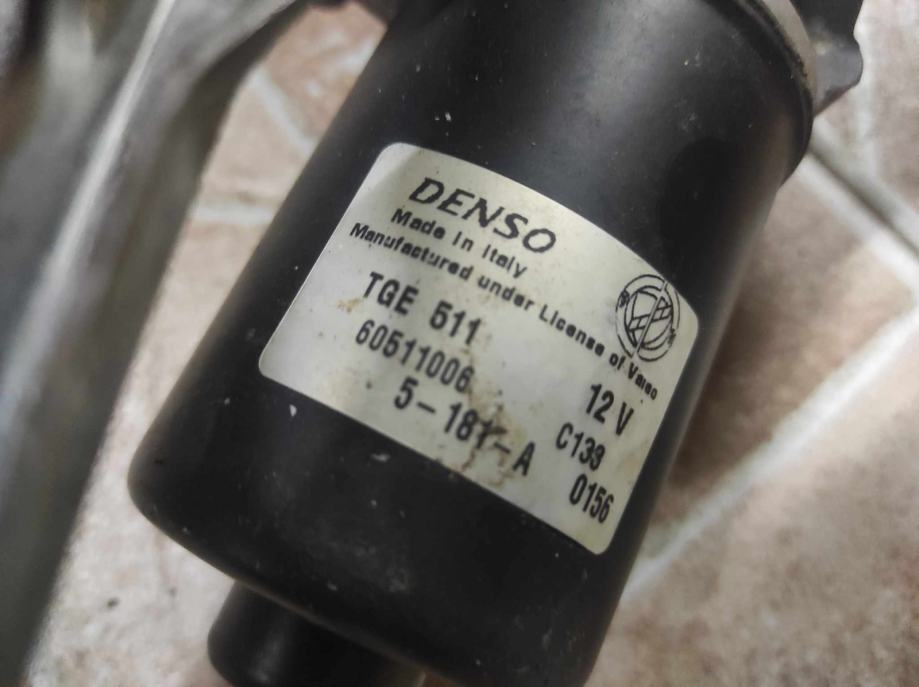 DENSO
Made in Italy
Manufactured under License of Valeo
TGE 511 12 V
60511006 C133
5-181-A 0156